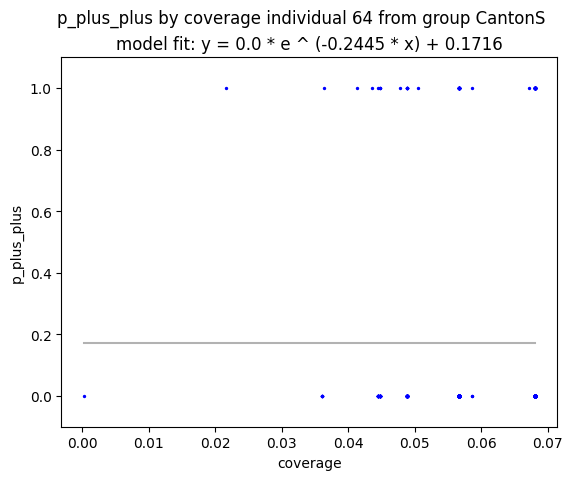 p_plus_plus by coverage individual 64 from group CantonS
model fit: y = 0.0 * e ^ (-0.2445 * x) + 0.1716
1.0
0.8
0.6
0.4
0.2
0.0
p_plus_plus
0.00 0.01 0.02 0.03 0.04 0.05 0.06 0.07
coverage